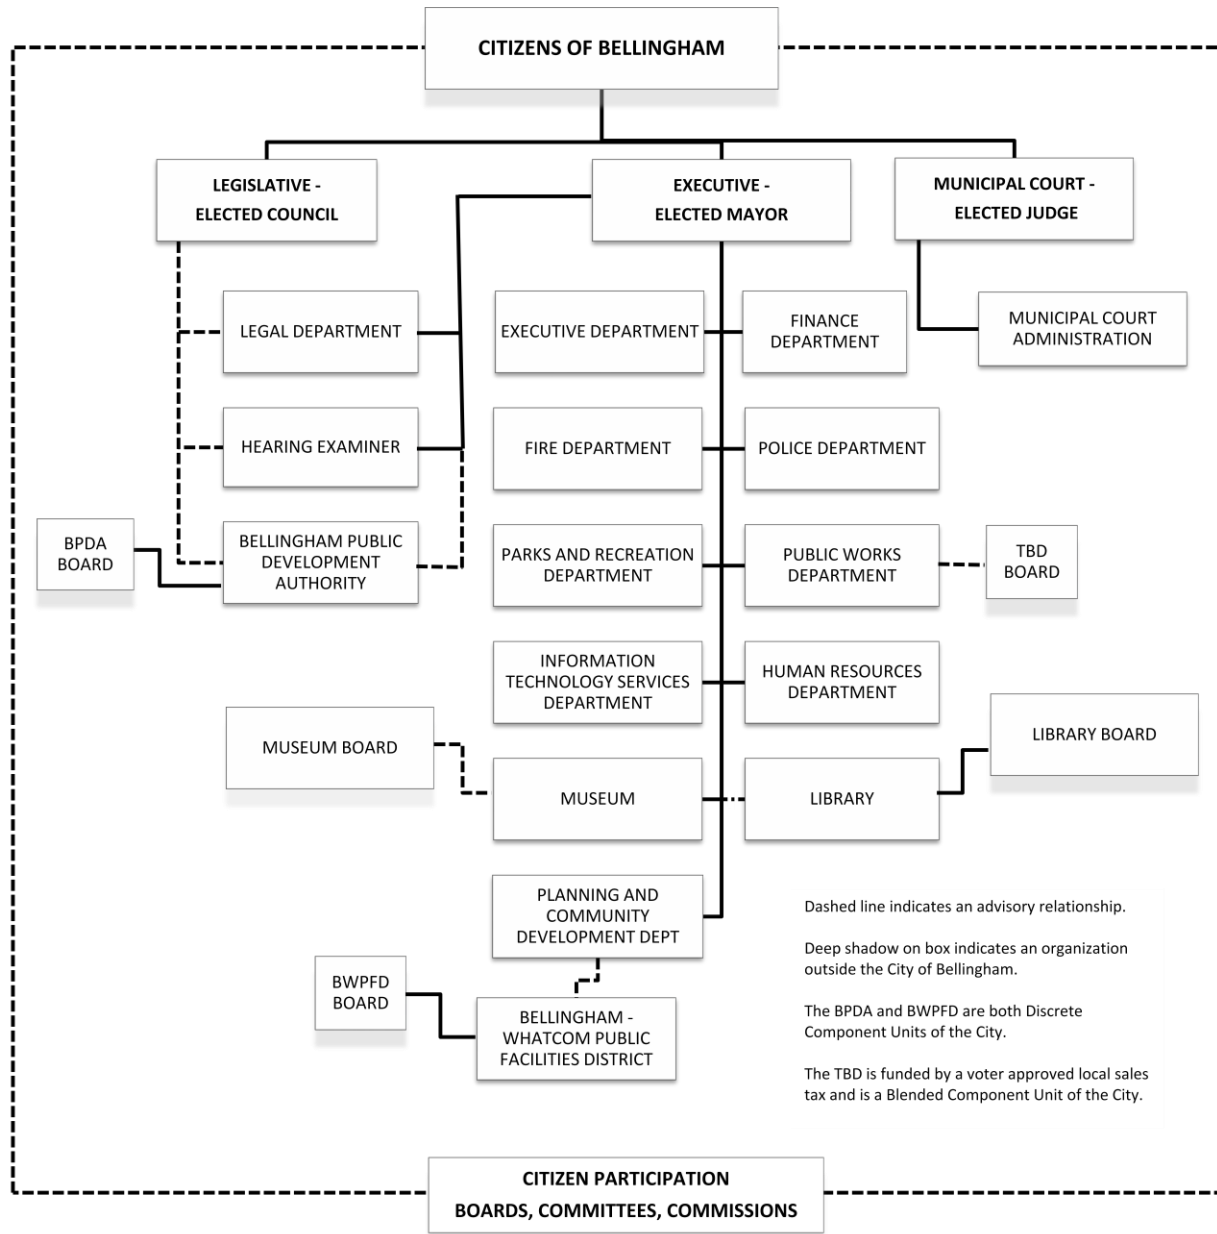 CITIZENS OF BELLINGHAM
LEGISLATIVE -
ELECTED COUNCIL
EXECUTIVE -
ELECTED MAYOR
MUNICIPAL COURT -
ELECTED JUDGE
LEGAL DEPARTMENT
EXECUTIVE DEPARTMENT
FINANCE
DEPARTMENT
MUNICIPAL COURT
ADMINISTRATION
HEARING EXAMINER
FIRE DEPARTMENT
POLICE DEPARTMENT
BPDA
BOARD
BELLINGHAM PUBLIC
DEVELOPMENT
AUTHORITY
PARKS AND RECREATION
DEPARTMENT
PUBLIC WORKS
DEPARTMENT
TBD
BOARD
INFORMATION
TECHNOLOGY SERVICES
DEPARTMENT
HUMAN RESOURCES
DEPARTMENT
MUSEUM BOARD
LIBRARY BOARD
MUSEUM
LIBRARY
PLANNING AND
COMMUNITY
DEVELOPMENT DEPT
BWPFD
BOARD
BELLINGHAM -
WHATCOM PUBLIC
FACILITIES DISTRICT
Dashed line indicates an advisory relationship.
Deep shadow on box indicates an organization
outside the City of Bellingham.
The BPDA and BWPFD are both Discrete
Component Units of the City.
The TBD is funded by a voter approved local sales
tax and is a Blended Component Unit of the City.
CITIZEN PARTICIPATION
BOARDS, COMMITTEES, COMMISSIONS